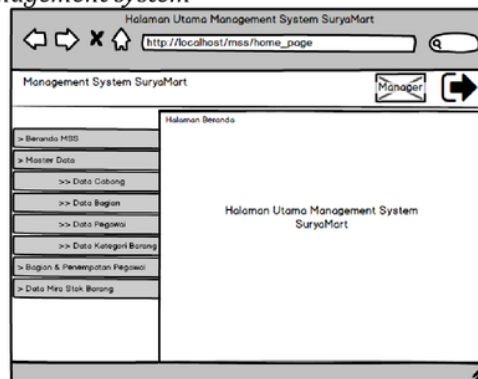 nagement system
Halaman Utama Management System SuryaMart
http://localhost/mss/home_page
Management System SuryaMart
Manager
Halaman Beranda
> Beranda MSS
> Master Data
>> Data Cabang
>> Data Bagian
>> Data Pegawai
>> Data Kategori Barang
> Bagian & Penempatan Pegawai
> Data Mira Stok Barang
Halaman Utama Management System
SuryaMart